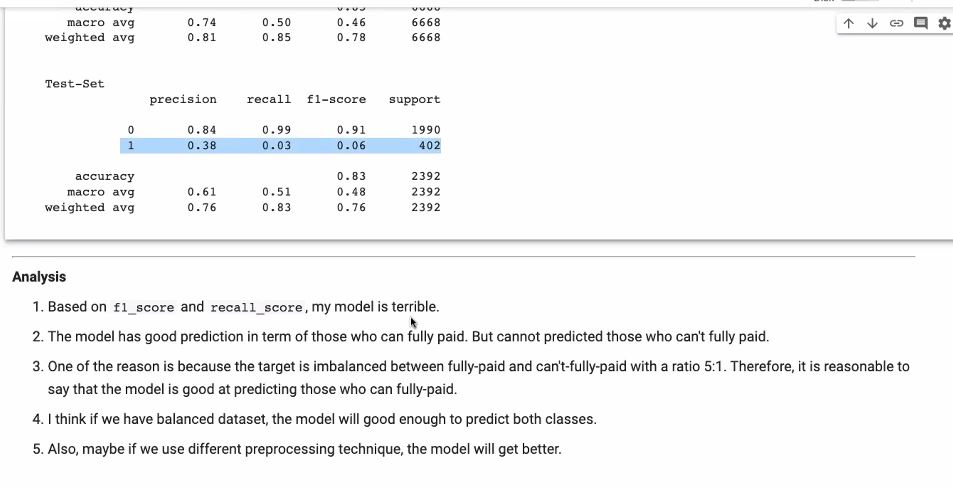 macro avg 0.74 0.50 0.46 6668
weighted avg 0.81 0.85 0.78 6668
Test-Set
precision recall f1-score support
0 0.84 0.99 0.91 1990
1 0.38 0.03 0.06 402
accuracy 0.83 2392
macro avg 0.61 0.51 0.48 2392
weighted avg 0.76 0.83 0.76 2392
Analysis
1. Based on f1_score and recall_score, my model is terrible.
2. The model has good prediction in term of those who can fully paid. But cannot predicted those who can't fully paid.
3. One of the reason is because the target is imbalanced between fully-paid and can't-fully-paid with a ratio 5:1. Therefore, it is reasonable to
say that the model is good at predicting those who can fully-paid.
4. I think if we have balanced dataset, the model will good enough to predict both classes.
5. Also, maybe if we use different preprocessing technique, the model will get better.